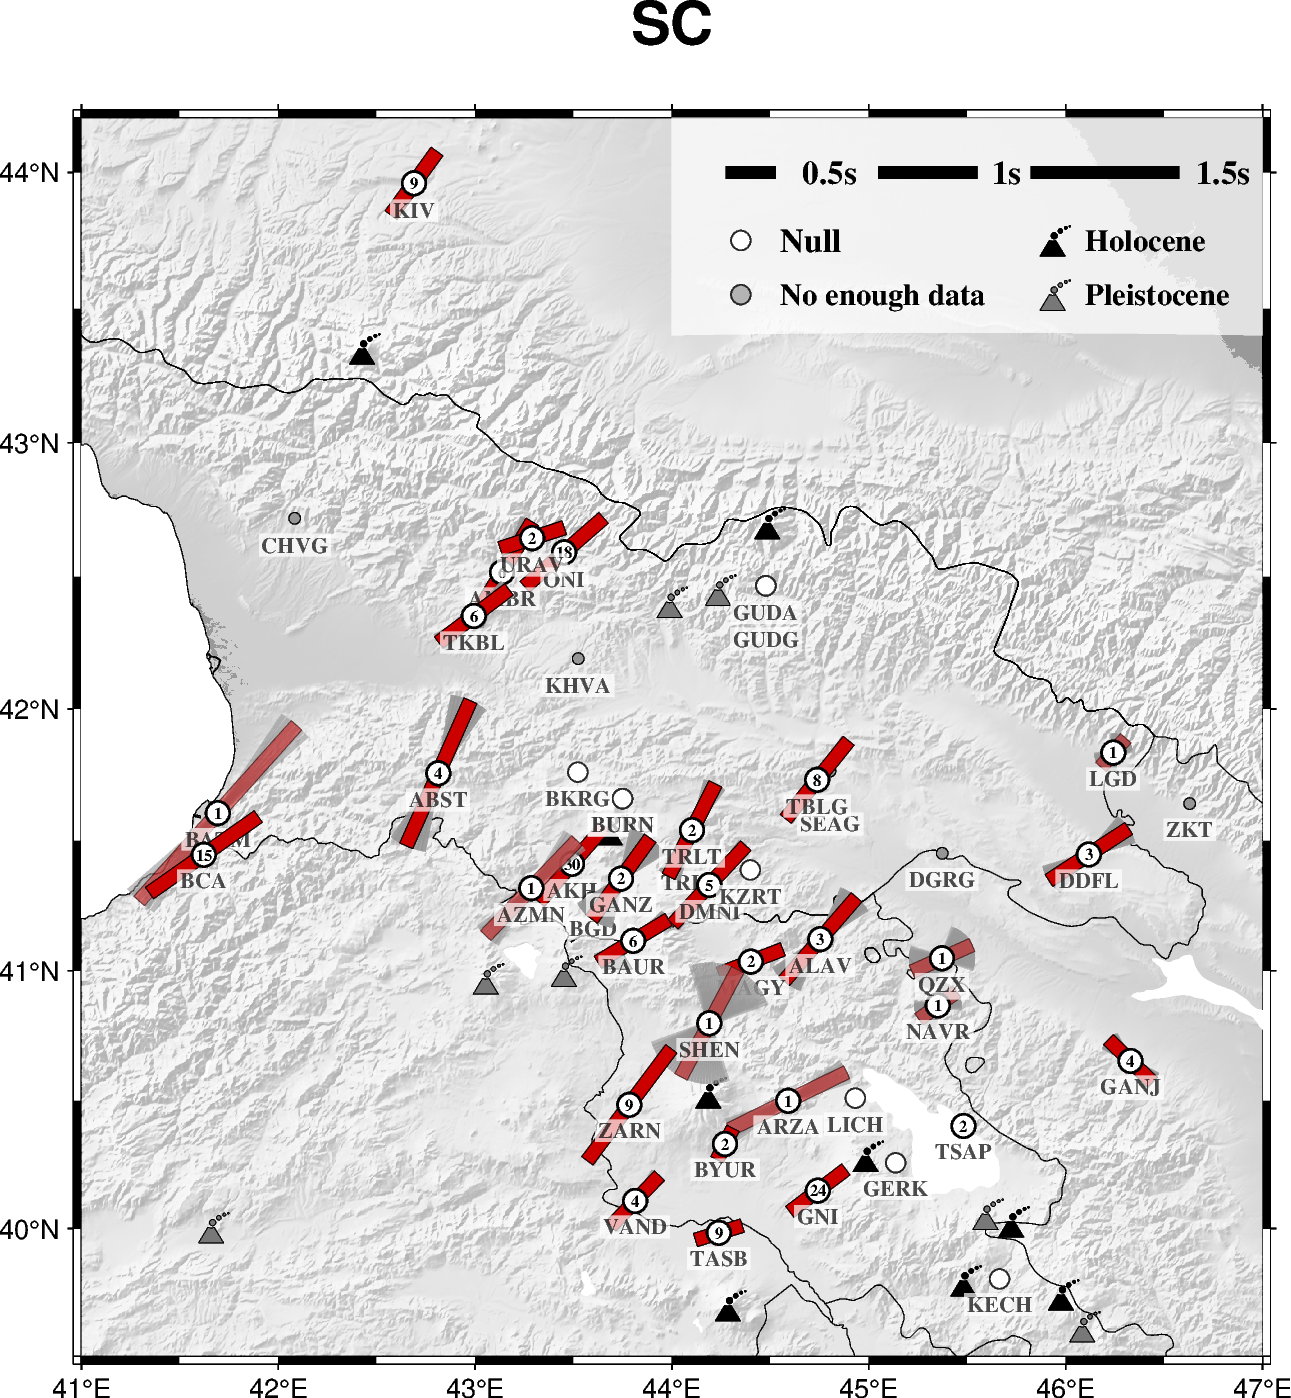 SC
0.5s 1s 1.5s
Null Holocene
No enough data Pleistocene
44°N
43°N
42°N
41°N
40°N
41°E 42°E 43°E 44°E 45°E 46°E 47°E
9
KIV
CHVG
2
URAV
18
ONI
6
TKBL
GUDA
GUDG
KHVA
4
ABST
1
15
BCA
BKRG
BURN
8
TBLG
SEAG
1
LGD
ZKT
2
TRLT
30
AKH
1
AZMN
2
GANZ
BGD
5
DMNI
KZRT
DGRG
3
DDFL
6
BAUR
2
3
ALAV
1
QZX
1
NAVR
1
SHEN
4
GANJ
9
ZARN
1
ARZA
LICH
2
TSAP
2
BYUR
GERK
24
GNI
4
VAND
9
TASB
KECH